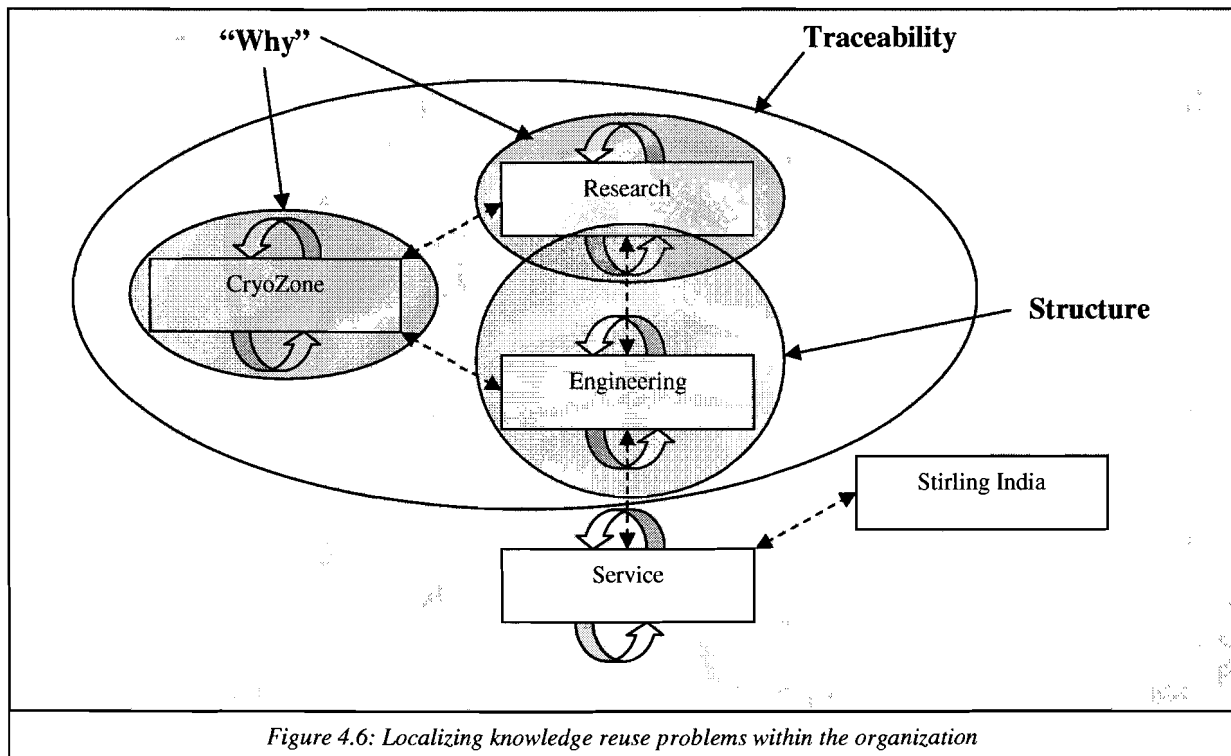 “Why”
Traceability
Research
CryoZone
Structure
Engineering
Stirling India
Service
Figure 4.6: Localizing knowledge reuse problems within the organization